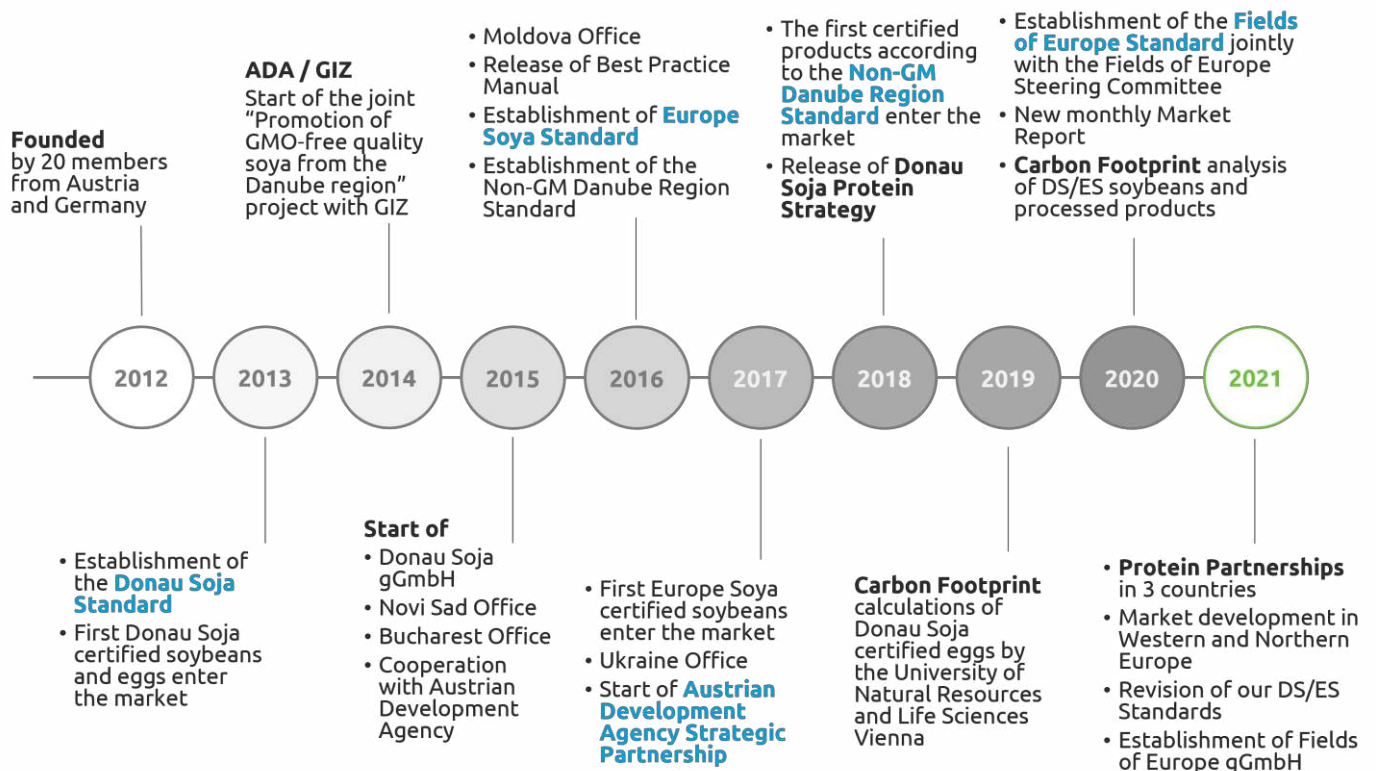 Founded
by 20 members
from Austria
and Germany
ADA / GIZ
Start of the joint
“Promotion of
GMO-free quality
soya from the
Danube region”
project with GIZ
• Moldova Office
• Release of Best Practice
Manual
• Establishment of Europe
Soya Standard
• Establishment of the
Non-GM Danube Region
Standard
• The first certified
products according
to the Non-GM
Danube Region
Standard enter the
market
• Release of Donau
Soja Protein
Strategy
• Establishment of the Fields
of Europe Standard jointly
with the Fields of Europe
Steering Committee
• New monthly Market
Report
• Carbon Footprint analysis
of DS/ES soybeans and
processed products
2012
2013
2014
2015
2016
2017
2018
2019
2020
2021
• Establishment of
the Donau Soja
Standard
• First Donau Soja
certified soybeans
and eggs enter
the market
Start of
• Donau Soja
gGmbH
• Novi Sad Office
• Bucharest Office
• Cooperation
with Austrian
Development
Agency
• First Europe Soya
certified soybeans
enter the market
• Ukraine Office
• Start of Austrian
Development
Agency Strategic
Partnership
Carbon Footprint
calculations of
Donau Soja
certified eggs by
the University of
Natural Resources
and Life Sciences
Vienna
• Protein Partnerships
in 3 countries
• Market development in
Western and Northern
Europe
• Revision of our DS/ES
Standards
• Establishment of Fields
of Europe gGmbH